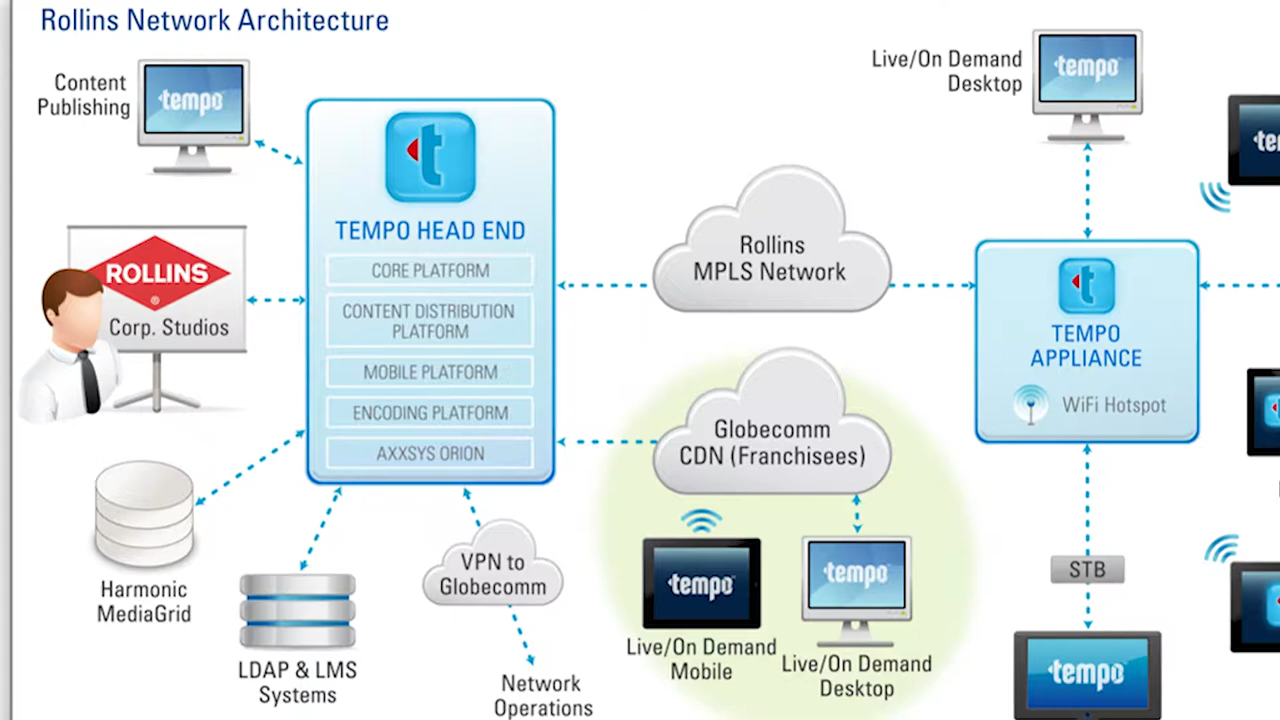 Rollins Network Architecture
Content
Publishing
tempo
ROLLINS
®
Corp. Studios
Harmonic
MediaGrid
LDAP & LMS
Systems
t
TEMPO HEAD END
CORE PLATFORM
CONTENT DISTRIBUTION
PLATFORM
MOBILE PLATFORM
ENCODING PLATFORM
AXXSYS ORION
VPN to
Globecomm
Network
Operations
Rollins
MPLS Network
Globecomm
CDN (Franchisees)
tempo
Live/On Demand
Mobile
tempo
Live/On Demand
Desktop
Live/On Demand
Desktop
tempo
t
TEMPO
APPLIANCE
WiFi Hotspot
STB
tempo
te